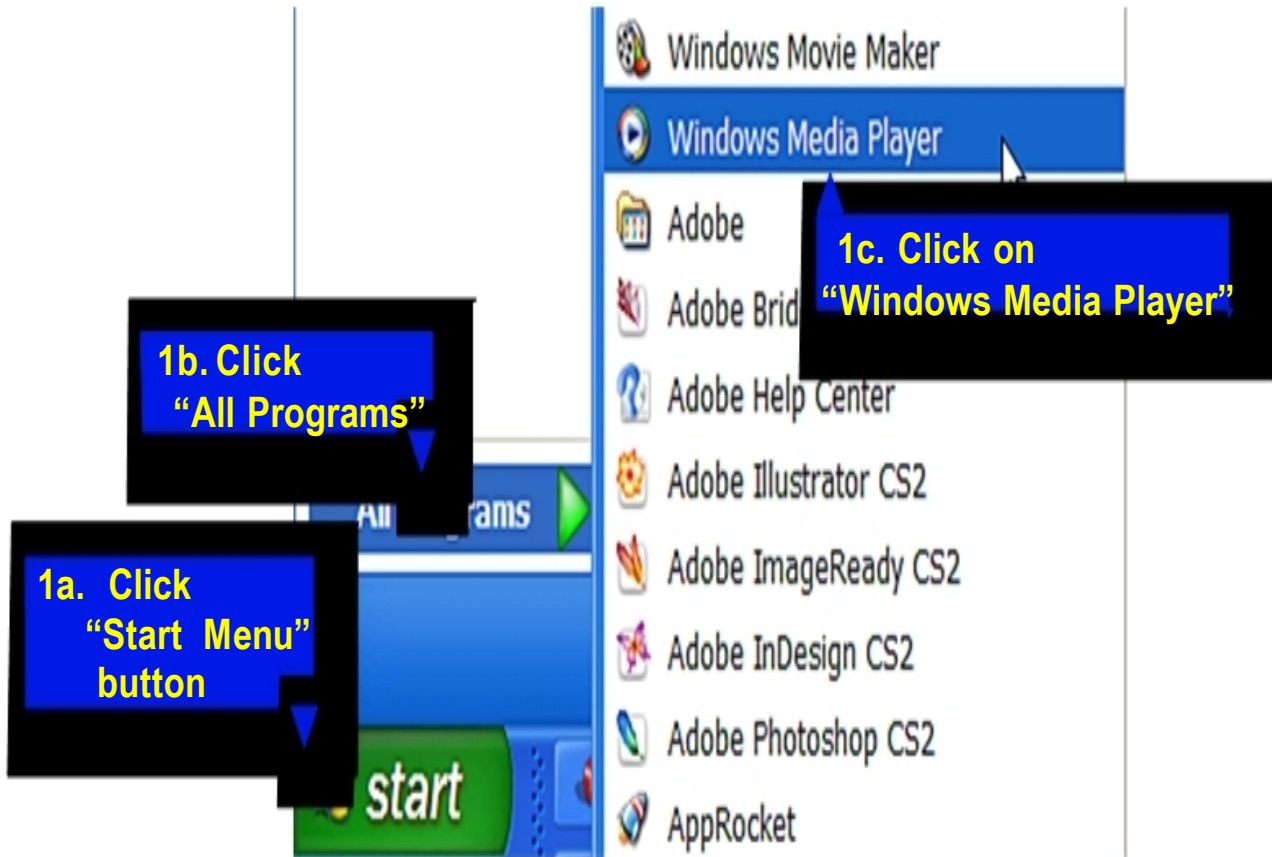 Windows Movie Maker
Windows Media Player
Adobe
1c. Click on
“Windows Media Player”
Adobe
1b. Click
“All Programs”
Adobe Help Center
Adobe Illustrator CS2
All
1a. Click
“Start Menu”
button
Adobe ImageReady CS2
Adobe InDesign CS2
Adobe Photoshop CS2
start
AppRocket